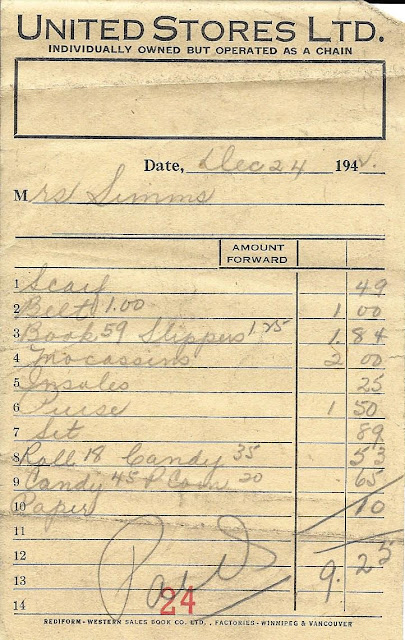 UNITED STORES LTD.
INDIVIDUALLY OWNED BUT OPERATED AS A CHAIN
Date, Dec 24 194
Mrs Simms
AMOUNT FORWARD
1 Scarf 49
2 Belt 1.00 1 00
3 Book 59 Slippers 1.25 1.84
4 Mocassins 2 00
5 Insoles 25
6 Purse 1 50
7 Set 89
8 Roll 18 Candy 35 53
9 Candy 45 P Corn 20 .65
10 Paper 10
11
12 9.25
13 Paid
14 24
REDIFORM - WESTERN SALES BOOK CO. LTD., FACTORIES - WINNIPEG & VANCOUVER